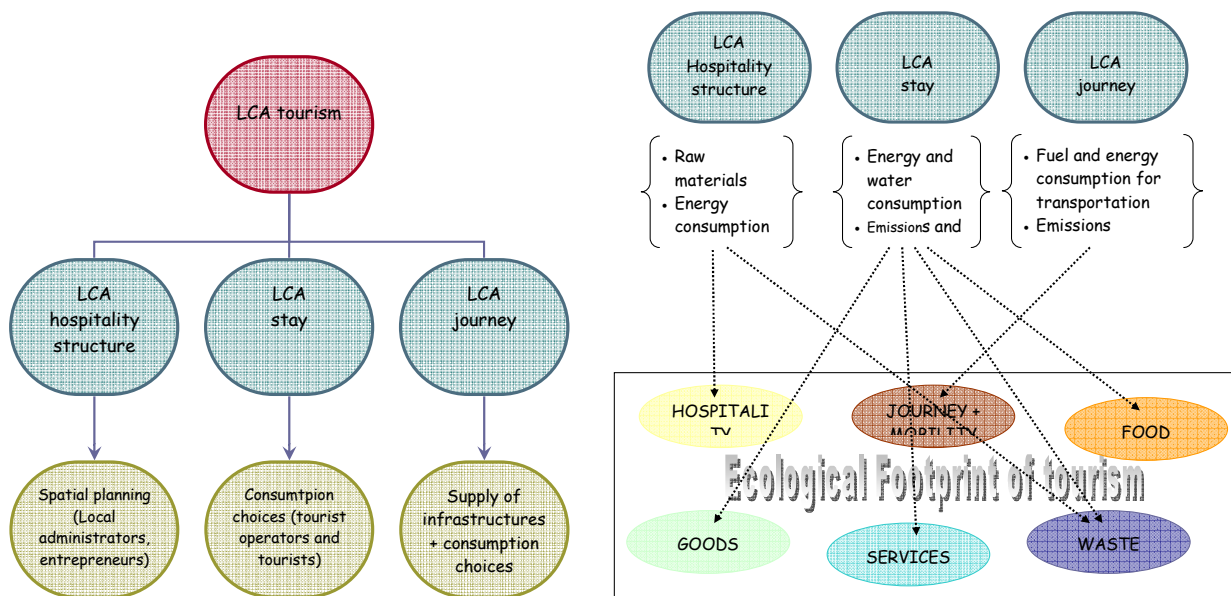 LCA tourism
LCA
hospitality
structure
LCA
stay
LCA
journey
Spatial planning
(Local
administrators,
entrepreneurs)
Consumtpion
choices (tourist
operators and
tourists)
Supply of
infrastructures
+ consumption
choices
LCA
Hospitality
structure
LCA
stay
LCA
journey
• Raw
materials
• Energy
consumption
• Energy and
water
consumption
• Emissions and
• Fuel and energy
consumption for
transportation
• Emissions
HOSPITALI
TY
JOURNEY +
MOBILITY
FOOD
Ecological Footprint of tourism
GOODS
SERVICES
WASTE